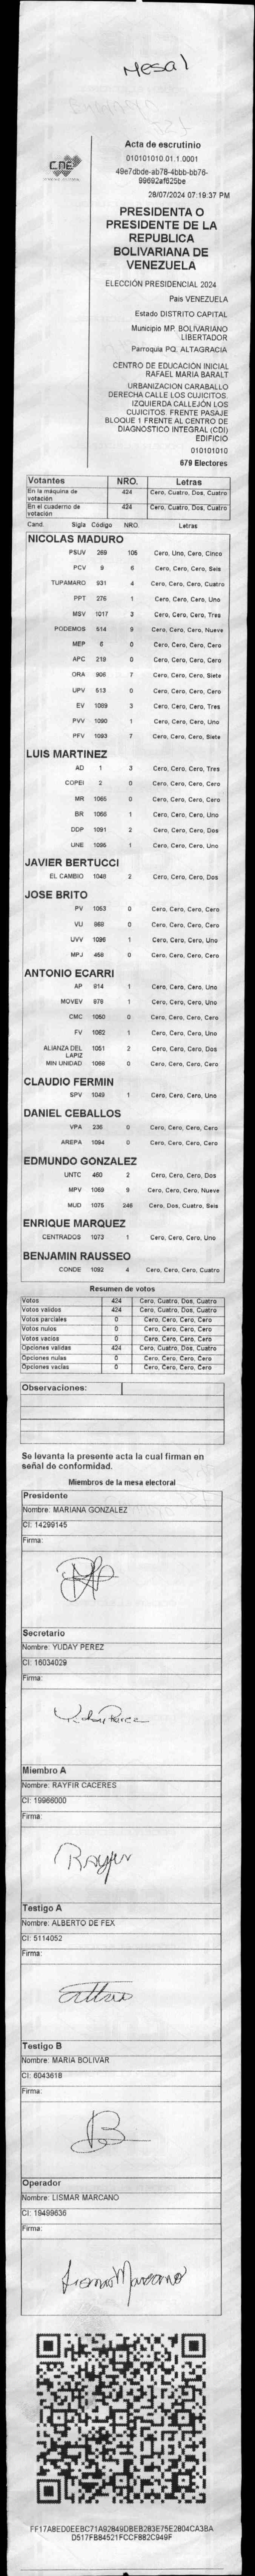 Mesa 1
CNE
Acta de escrutinio
010101010.01.1.0001
49e7dbde-ab78-4bbb-bb76-
99692af625be
28/07/2024 07:19:37 PM
PRESIDENTA O
PRESIDENTE DE LA
REPUBLICA
BOLIVARIANA DE
VENEZUELA
ELECCIÓN PRESIDENCIAL 2024
Pais VENEZUELA
Estado DISTRITO CAPITAL
Municipio MP. BOLIVARIANO
LIBERTADOR
Parroquia PQ. ALTAGRACIA
CENTRO DE EDUCACIÓN INICIAL
RAFAEL MARIA BARALT
URBANIZACION CARABALLO
DERECHA CALLE LOS CUJICITOS.
IZQUIERDA CALLEJÓN LOS
CUJICITOS. FRENTE PASAJE
BLOQUE 1 FRENTE AL CENTRO DE
DIAGNOSTICO INTEGRAL (CDI)
EDIFICIO
010101010
679 Electores
Votantes NRO. Letras
En la máquina de votación 424 Cero, Cuatro, Dos, Cuatro
En el cuaderno de votación 424 Cero, Cuatro, Dos, Cuatro
Cand. Sigla Código NRO. Letras
NICOLAS MADURO
PSUV 269 105 Cero, Uno, Cero, Cinco
PCV 9 6 Cero, Cero, Cero, Seis
TUPAMARO 931 4 Cero, Cero, Cero, Cuatro
PPT 276 1 Cero, Cero, Cero, Uno
MSV 1017 3 Cero, Cero, Cero, Tres
PODEMOS 514 9 Cero, Cero, Cero, Nueve
MEP 6 0 Cero, Cero, Cero, Cero
APC 219 0 Cero, Cero, Cero, Cero
ORA 906 7 Cero, Cero, Cero, Siete
UPV 513 0 Cero, Cero, Cero, Cero
EV 1089 3 Cero, Cero, Cero, Tres
PVV 1090 1 Cero, Cero, Cero, Uno
PFV 1093 7 Cero, Cero, Cero, Siete
LUIS MARTINEZ
AD 1 3 Cero, Cero, Cero, Tres
COPEI 2 0 Cero, Cero, Cero, Cero
MR 1065 0 Cero, Cero, Cero, Cero
BR 1066 1 Cero, Cero, Cero, Uno
DDP 1091 2 Cero, Cero, Cero, Dos
UNE 1095 1 Cero, Cero, Cero, Uno
JAVIER BERTUCCI
EL CAMBIO 1048 2 Cero, Cero, Cero, Dos
JOSE BRITO
PV 1053 0 Cero, Cero, Cero, Cero
VU 969 0 Cero, Cero, Cero, Cero
UVV 1096 1 Cero, Cero, Cero, Uno
MPJ 458 0 Cero, Cero, Cero, Cero
ANTONIO ECARRI
AP 914 1 Cero, Cero, Cero, Uno
MOVEV 979 1 Cero, Cero, Cero, Uno
CMC 1050 0 Cero, Cero, Cero, Cero
FV 1062 1 Cero, Cero, Cero, Uno
ALIANZA DEL LAPIZ 1051 2 Cero, Cero, Cero, Dos
MIN UNIDAD 1068 0 Cero, Cero, Cero, Cero
CLAUDIO FERMIN
SPV 1049 1 Cero, Cero, Cero, Uno
DANIEL CEBALLOS
VPA 236 0 Cero, Cero, Cero, Cero
AREPA 1094 0 Cero, Cero, Cero, Cero
EDMUNDO GONZALEZ
UNTC 460 2 Cero, Cero, Cero, Dos
MPV 1069 9 Cero, Cero, Cero, Nueve
MUD 1075 246 Cero, Dos, Cuatro, Seis
ENRIQUE MARQUEZ
CENTRADOS 1073 1 Cero, Cero, Cero, Uno
BENJAMIN RAUSSEO
CONDE 1092 4 Cero, Cero, Cero, Cuatro
Resumen de votos
Votos 424 Cero, Cuatro, Dos, Cuatro
Votos validos 424 Cero, Cuatro, Dos, Cuatro
Votos parciales 0 Cero, Cero, Cero, Cero
Votos nulos 0 Cero, Cero, Cero, Cero
Votos vacios 0 Cero, Cero, Cero, Cero
Opciones validas 424 Cero, Cuatro, Dos, Cuatro
Opciones nulas 0 Cero, Cero, Cero, Cero
Opciones vacias 0 Cero, Cero, Cero, Cero
Observaciones:
Se levanta la presente acta la cual firman en
señal de conformidad.
Miembros de la mesa electoral
Presidente
Nombre: MARIANA GONZALEZ
CI: 14299145
Firma:
Secretario
Nombre: YUDAY PEREZ
CI: 16034029
Firma:
Yuday Perez
Miembro A
Nombre: RAYFIR CACERES
CI: 19966000
Firma:
Rayfir
Testigo A
Nombre: ALBERTO DE FEX
CI: 5114052
Firma:
Testigo B
Nombre: MARIA BOLIVAR
CI: 6043618
Firma:
Operador
Nombre: LISMAR MARCANO
CI: 19499636
Firma:
Lismar Marcano
FF17A8ED0EEBC71A92849DBEB283E75E2804CA3BA
D517FB84521FCCF882C949F